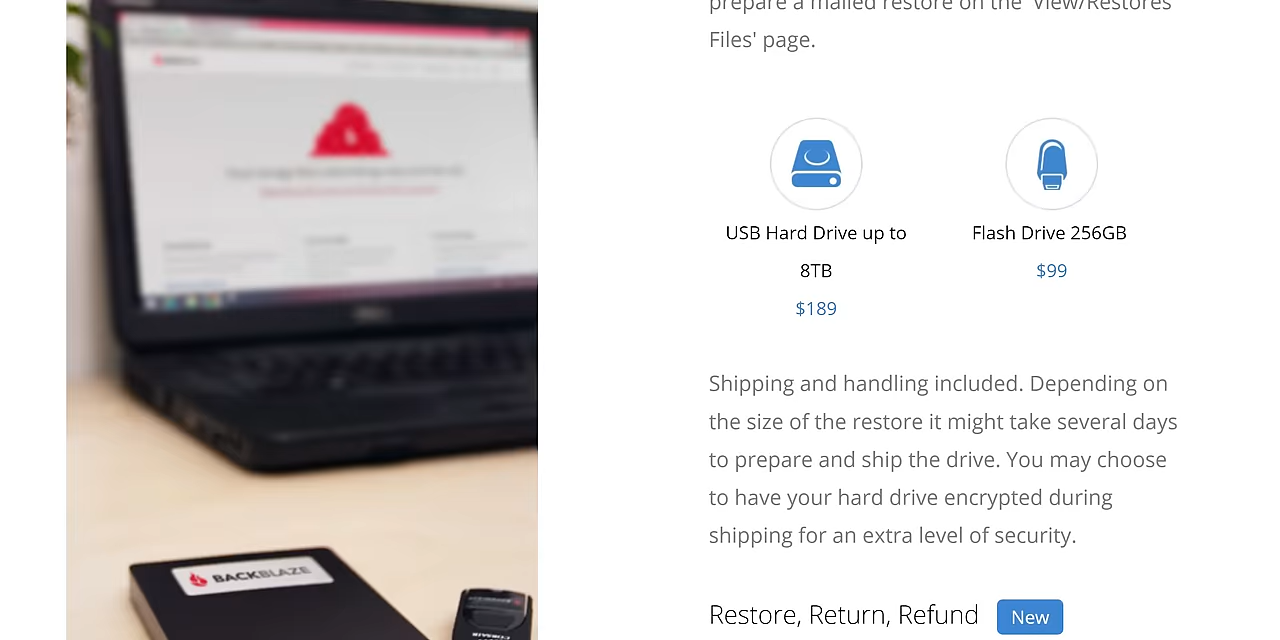 prepare a mailed restore on the 'View/Restores
Files' page.
USB Hard Drive up to
8TB
$189
Flash Drive 256GB
$99
Shipping and handling included. Depending on
the size of the restore it might take several days
to prepare and ship the drive. You may choose
to have your hard drive encrypted during
shipping for an extra level of security.
BACKBLAZE
Restore, Return, Refund
New